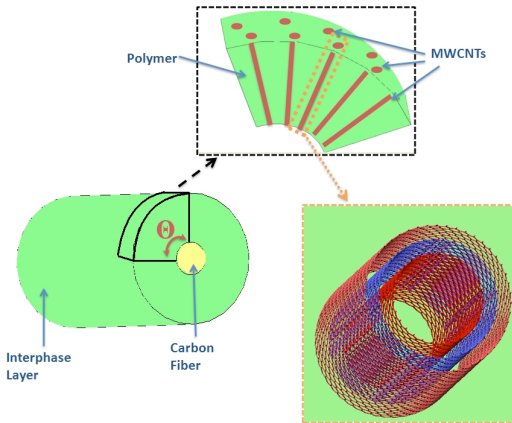 Polymer
MWCNTs
Θ
Interphase
Layer
Carbon
Fiber